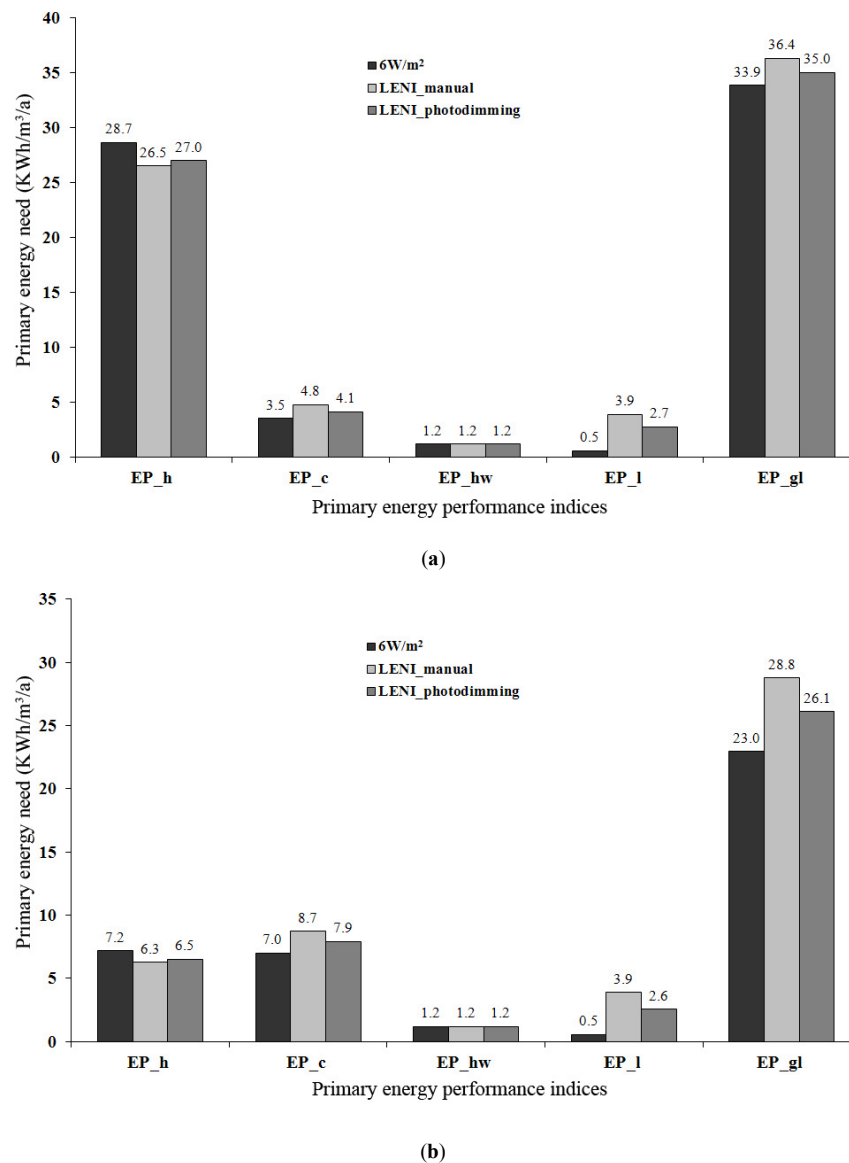 40
35
30
25
20
15
10
5
0
Primary energy need (KWh/m³/a)
6W/m²
LENI_manual
LENI_photodimming
28.7 26.5 27.0
3.5 4.8 4.1
1.2 1.2 1.2
0.5 3.9 2.7
33.9 36.4 35.0
EP_h EP_c EP_hw EP_l EP_gl
Primary energy performance indices
(a)
35
30
25
20
15
10
5
0
Primary energy need (KWh/m³/a)
6W/m²
LENI_manual
LENI_photodimming
7.2 6.3 6.5
7.0 8.7 7.9
1.2 1.2 1.2
0.5 3.9 2.6
23.0 28.8 26.1
EP_h EP_c EP_hw EP_l EP_gl
Primary energy performance indices
(b)